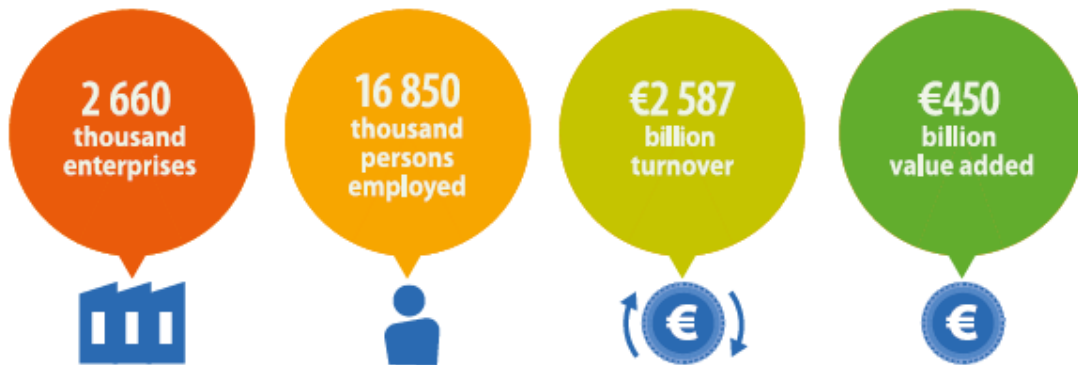 2 660
thousand
enterprises
16 850
thousand
persons
employed
€2 587
billion
turnover
€450
billion
value added
€
€